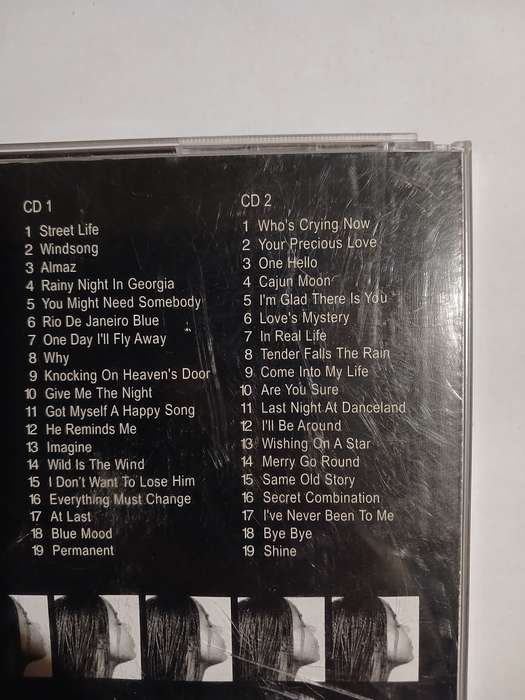 CD 1
1 Street Life
2 Windsong
3 Almaz
4 Rainy Night In Georgia
5 You Might Need Somebody
6 Rio De Janeiro Blue
7 One Day I'll Fly Away
8 Why
9 Knocking On Heaven's Door
10 Give Me The Night
11 Got Myself A Happy Song
12 He Reminds Me
13 Imagine
14 Wild Is The Wind
15 I Don't Want To Lose Him
16 Everything Must Change
17 At Last
18 Blue Mood
19 Permanent
CD 2
1 Who's Crying Now
2 Your Precious Love
3 One Hello
4 Cajun Moon
5 I'm Glad There Is You
6 Love's Mystery
7 In Real Life
8 Tender Falls The Rain
9 Come Into My Life
10 Are You Sure
11 Last Night At Danceland
12 I'll Be Around
13 Wishing On A Star
14 Merry Go Round
15 Same Old Story
16 Secret Combination
17 I've Never Been To Me
18 Bye Bye
19 Shine